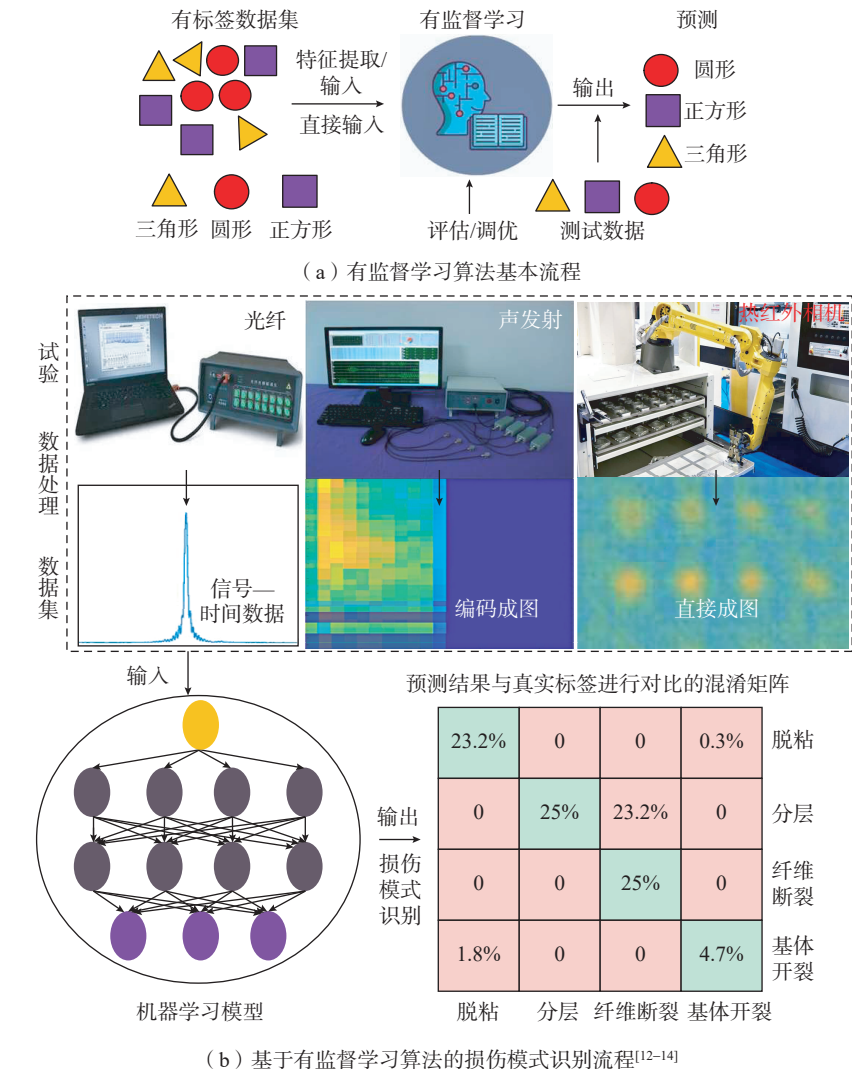 有标签数据集
有监督学习
预测
特征提取/
输入
直接输入
输出
圆形
正方形
三角形
三角形 圆形 正方形
评估/调优
测试数据
（a）有监督学习算法基本流程
试验
数据处理
数据集
光纤
声发射
热红外相机
信号—
时间数据
编码成图
直接成图
输入
预测结果与真实标签进行对比的混淆矩阵
23.2% 0 0 0.3% 脱粘
0 25% 23.2% 0 分层
0 0 25% 0 纤维
断裂
1.8% 0 0 4.7% 基体
开裂
脱粘 分层 纤维断裂 基体开裂
输出
损伤
模式
识别
机器学习模型
（b）基于有监督学习算法的损伤模式识别流程[12–14]